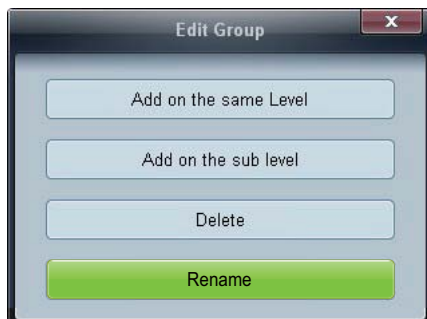 Edit Group
x
Add on the same Level
Add on the sub level
Delete
Rename